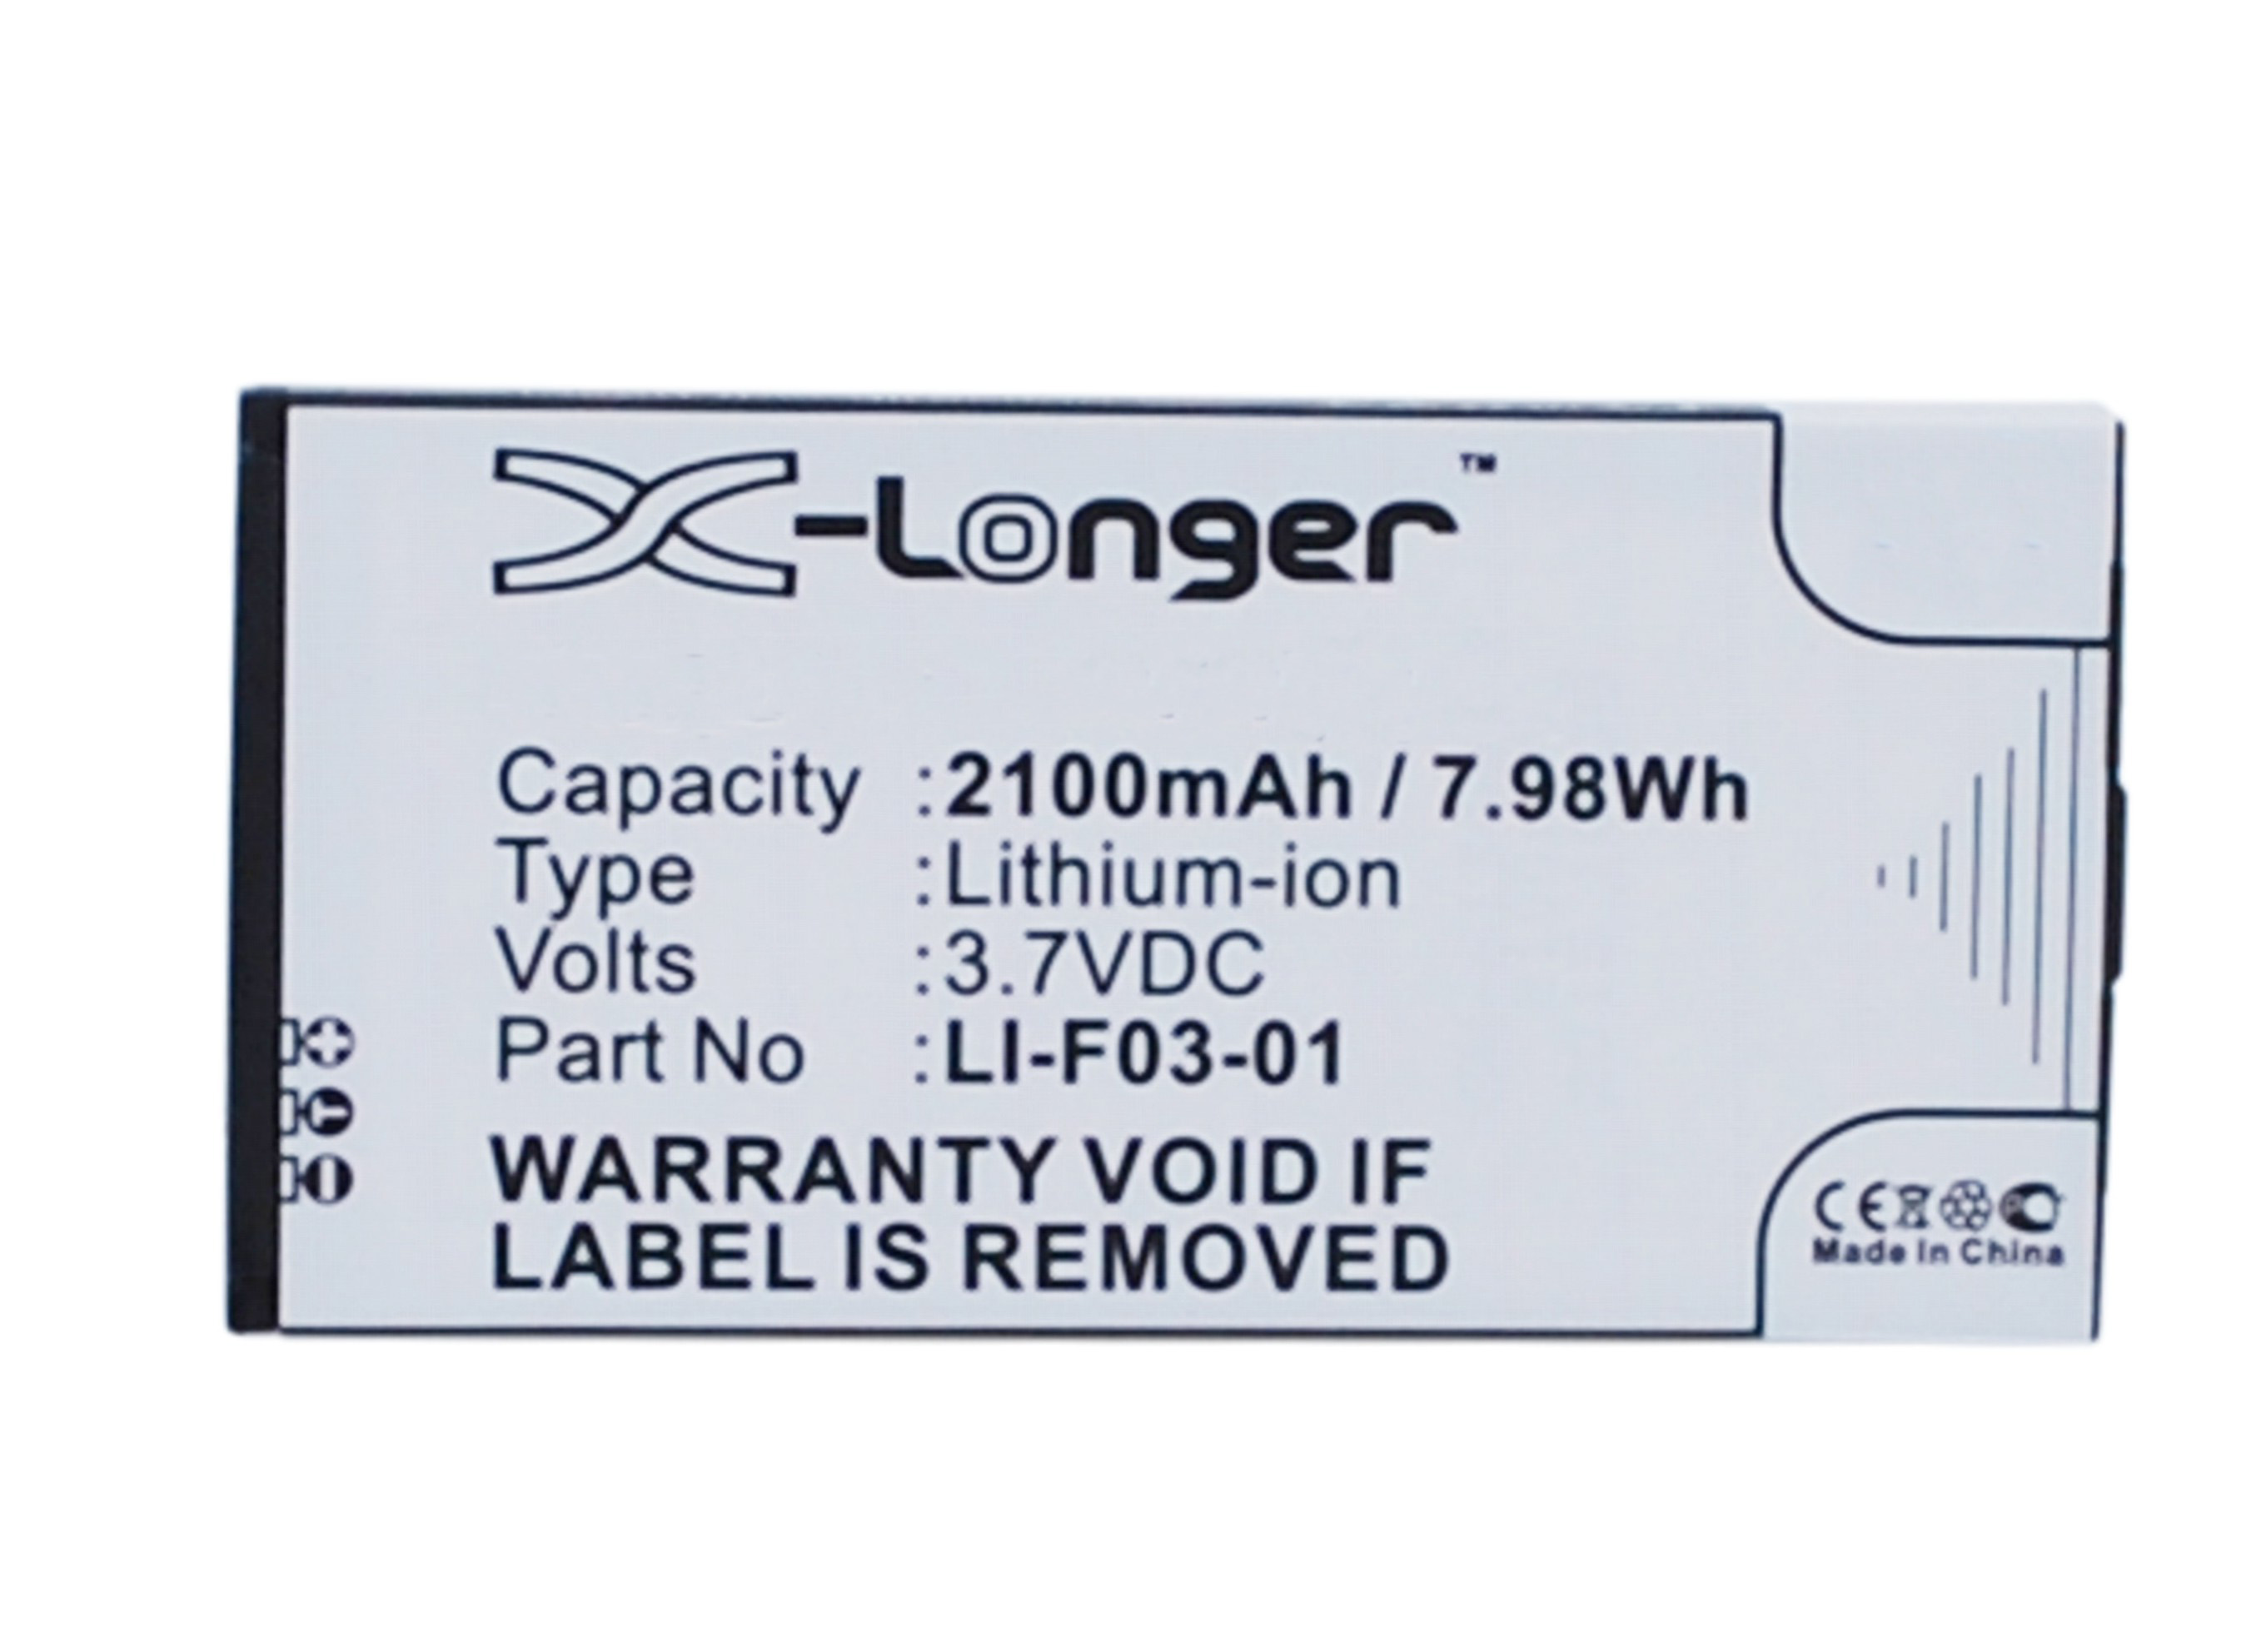 X-Longer™
Capacity :2100mAh / 7.98Wh
Type :Lithium-ion
Volts :3.7VDC
Part No :LI-F03-01
WARRANTY VOID IF
LABEL IS REMOVED
CE
Made In China